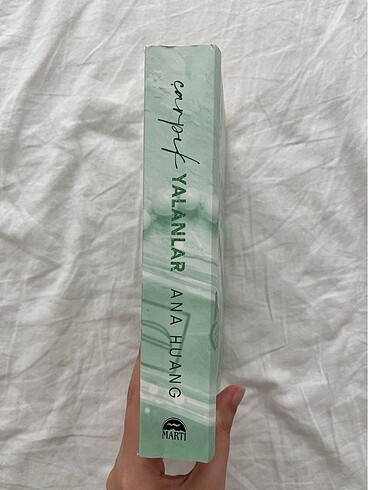 çarpık
YALANLAR
ANA HUANG
MARTI